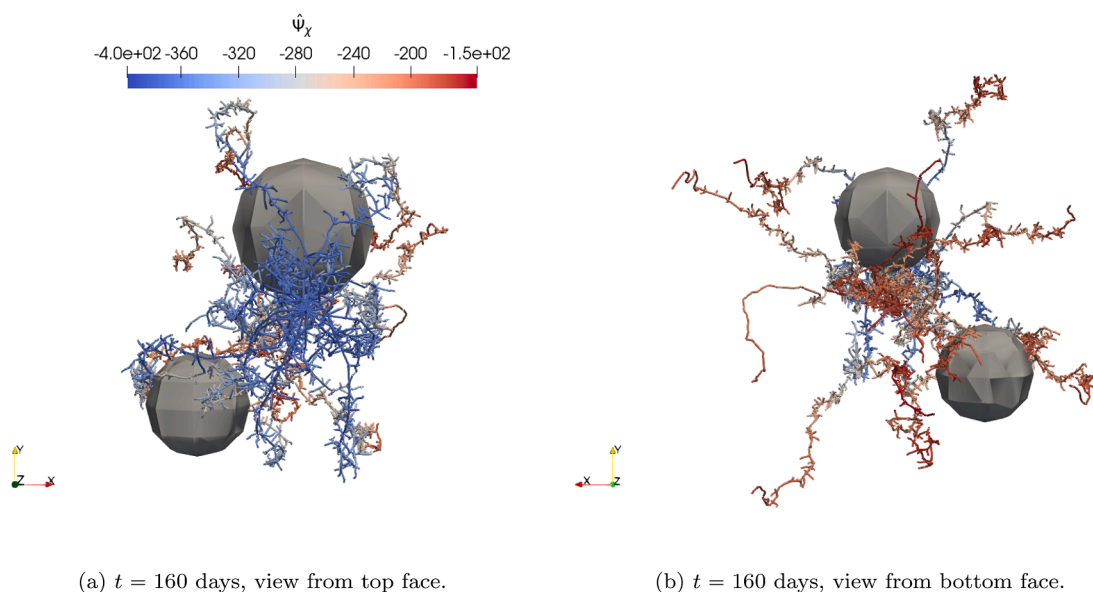 Ψ̂χ
-4.0e+02 -360 -320 -280 -240 -200 -1.5e+02
Y
Z X
Y
X Z
(a) t = 160 days, view from top face.
(b) t = 160 days, view from bottom face.